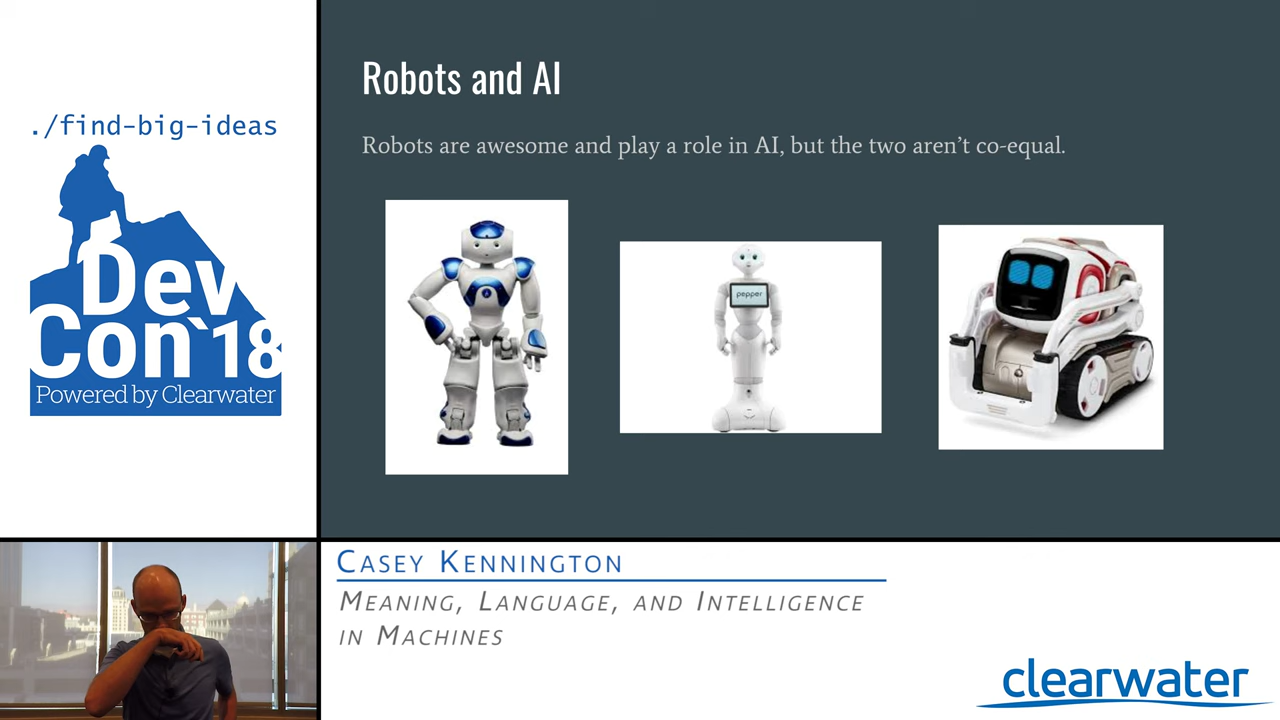 ./find-big-ideas
Dev
Con`18
Powered by Clearwater
Robots and AI
Robots are awesome and play a role in AI, but the two aren't co-equal.
pepper
CASEY KENNINGTON
MEANING, LANGUAGE, AND INTELLIGENCE
IN MACHINES
clearwater